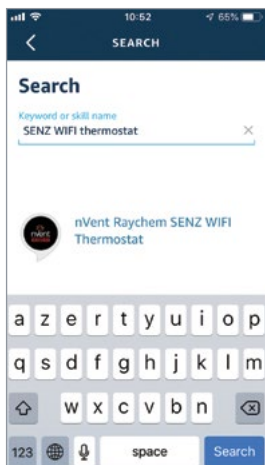 10:52
65%
SEARCH
Search
Keyword or skill name
SENZ WIFI thermostat
nVent
nVent Raychem SENZ WIFI
Thermostat
a z e r t y u i o p
q s d f g h j k l m
w x c v b n
123 space Search